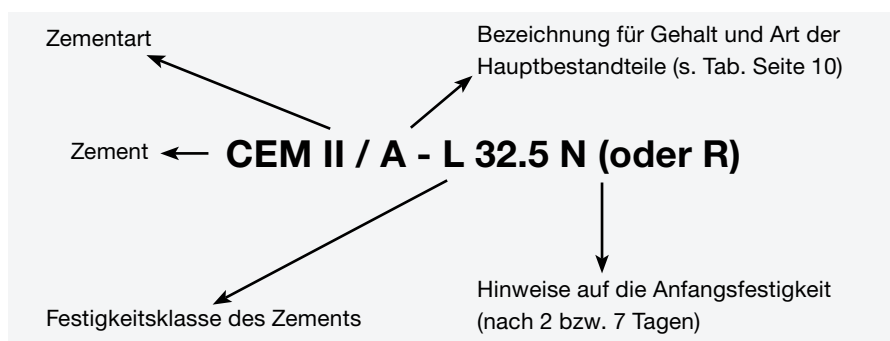 Zementart
Bezeichnung für Gehalt und Art der
Hauptbestandteile (s. Tab. Seite 10)
Zement
CEM II / A - L 32.5 N (oder R)
Festigkeitsklasse des Zements
Hinweise auf die Anfangsfestigkeit
(nach 2 bzw. 7 Tagen)